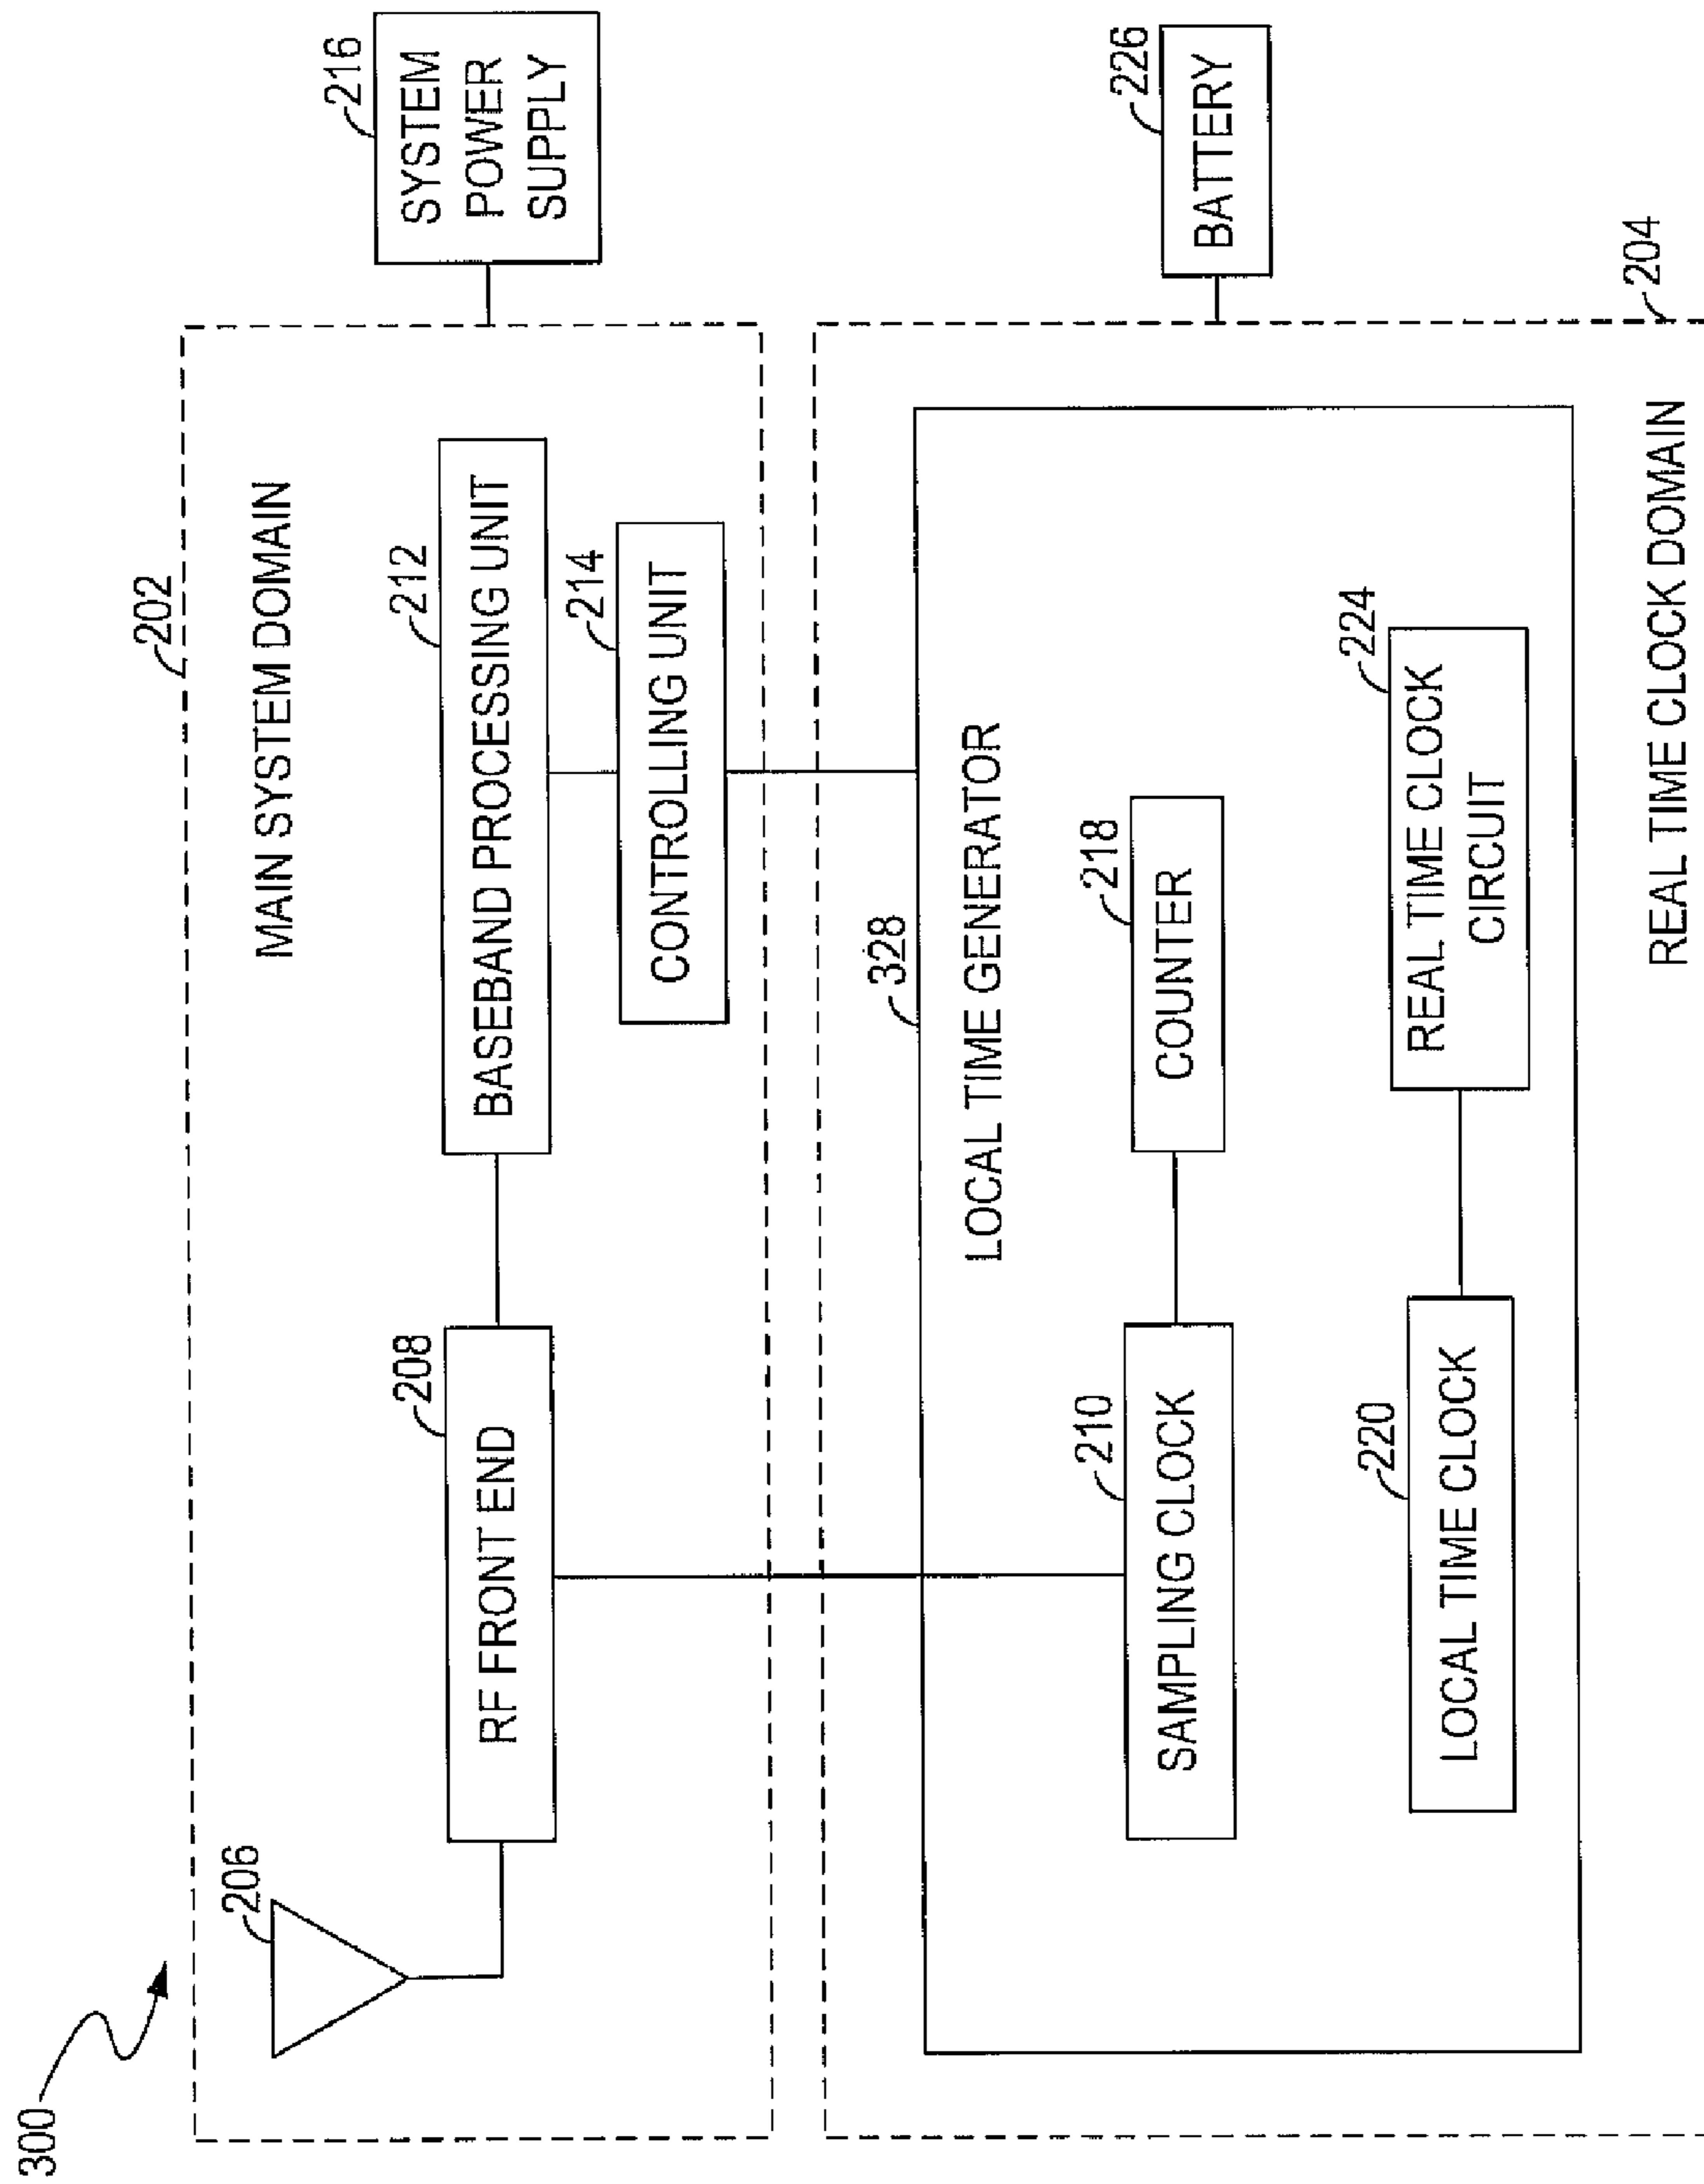 300
202
MAIN SYSTEM DOMAIN
206
208
RF FRONT END
212
BASEBAND PROCESSING UNIT
214
CONTROLLING UNIT
216
SYSTEM
POWER
SUPPLY
328
LOCAL TIME GENERATOR
210
SAMPLING CLOCK
218
COUNTER
220
LOCAL TIME CLOCK
224
REAL TIME CLOCK
CIRCUIT
226
BATTERY
204
REAL TIME CLOCK DOMAIN